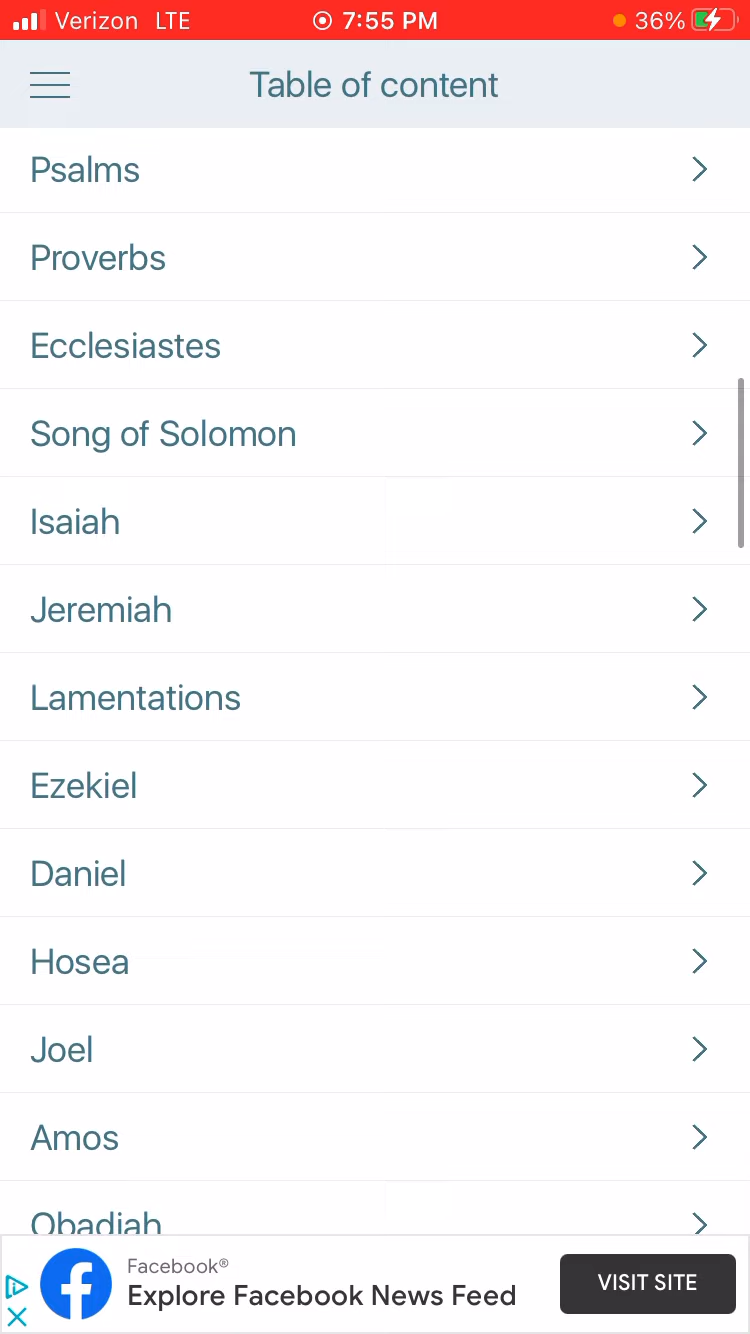 Verizon LTE 7:55 PM 36%
Table of content
Psalms
Proverbs
Ecclesiastes
Song of Solomon
Isaiah
Jeremiah
Lamentations
Ezekiel
Daniel
Hosea
Joel
Amos
Obadiah
Facebook®
Explore Facebook News Feed
VISIT SITE